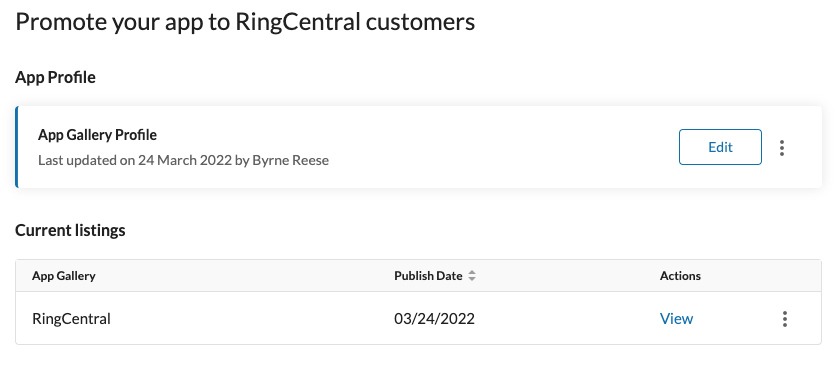 Promote your app to RingCentral customers
App Profile
App Gallery Profile
Last updated on 24 March 2022 by Byrne Reese
Edit
Current listings
App Gallery Publish Date Actions
RingCentral 03/24/2022 View